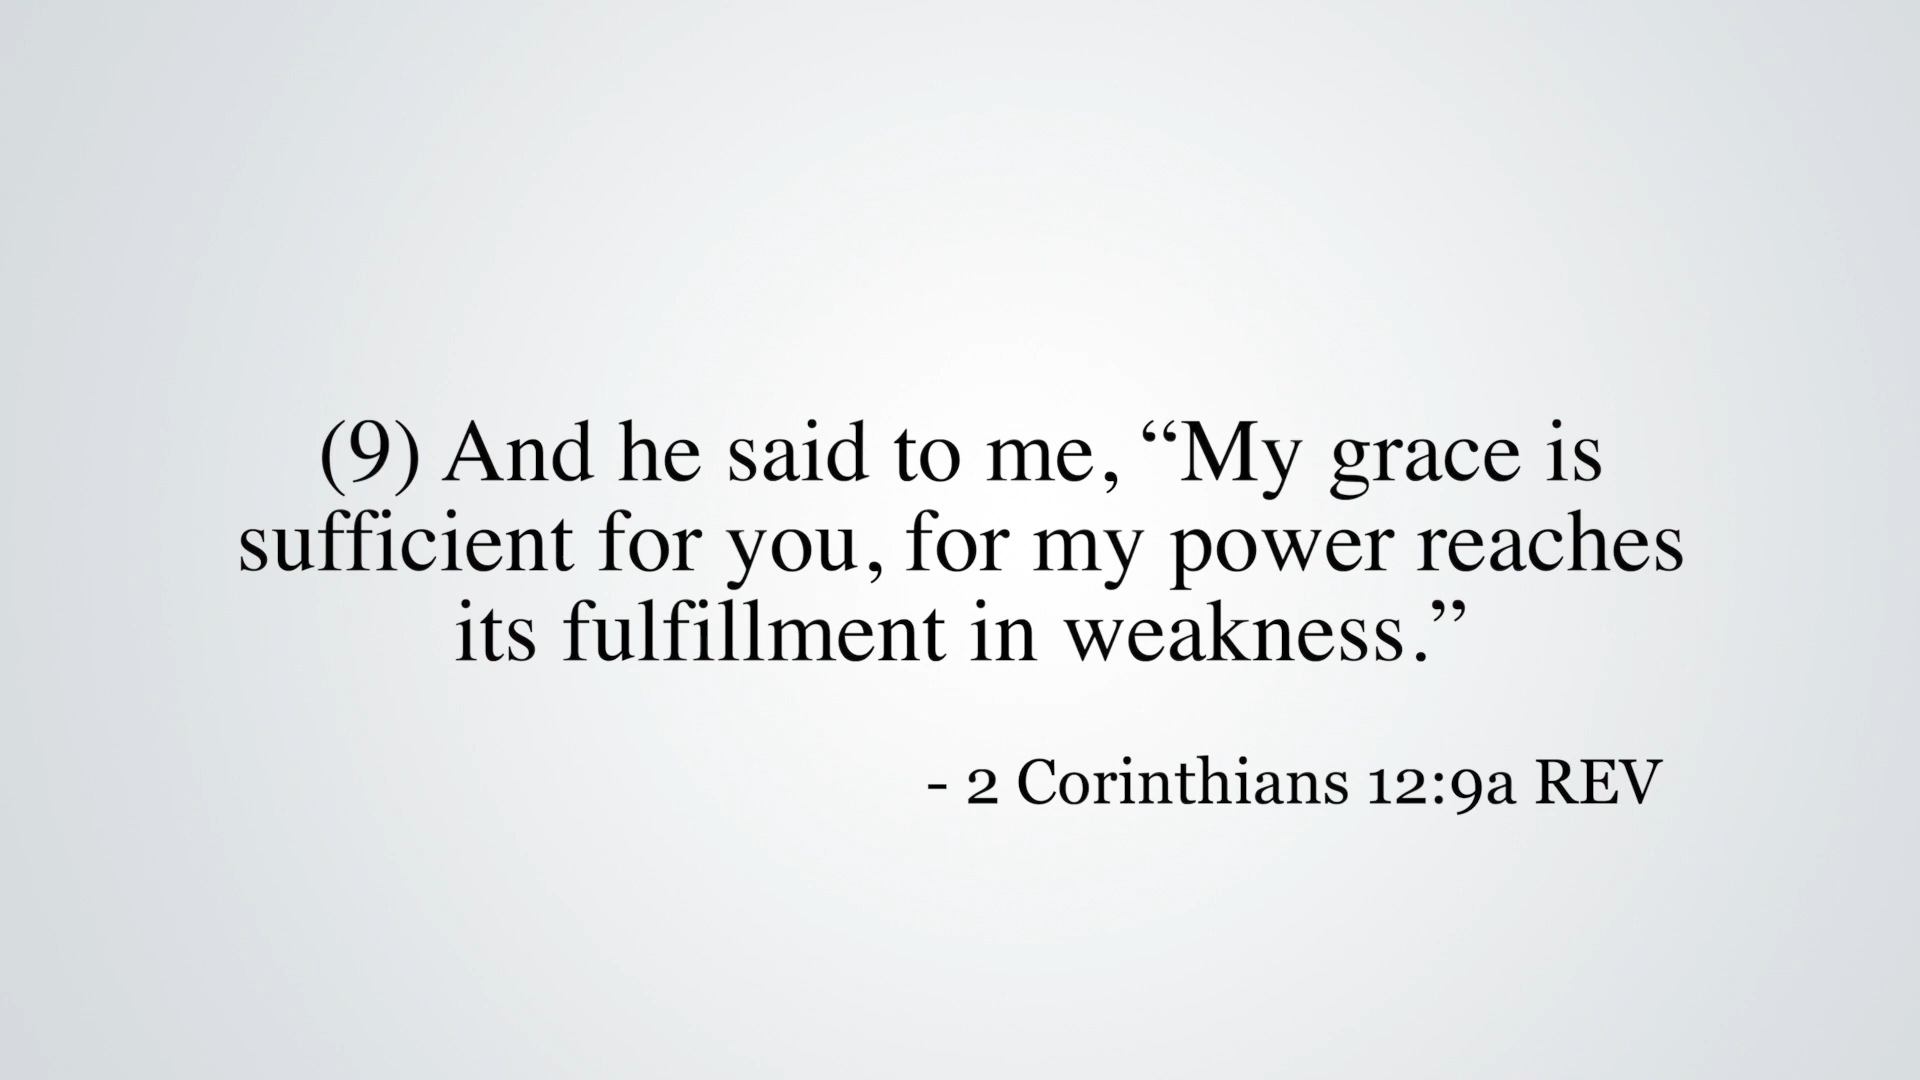 (9) And he said to me, “My grace is
sufficient for you, for my power reaches
its fulfillment in weakness.”
- 2 Corinthians 12:9a REV